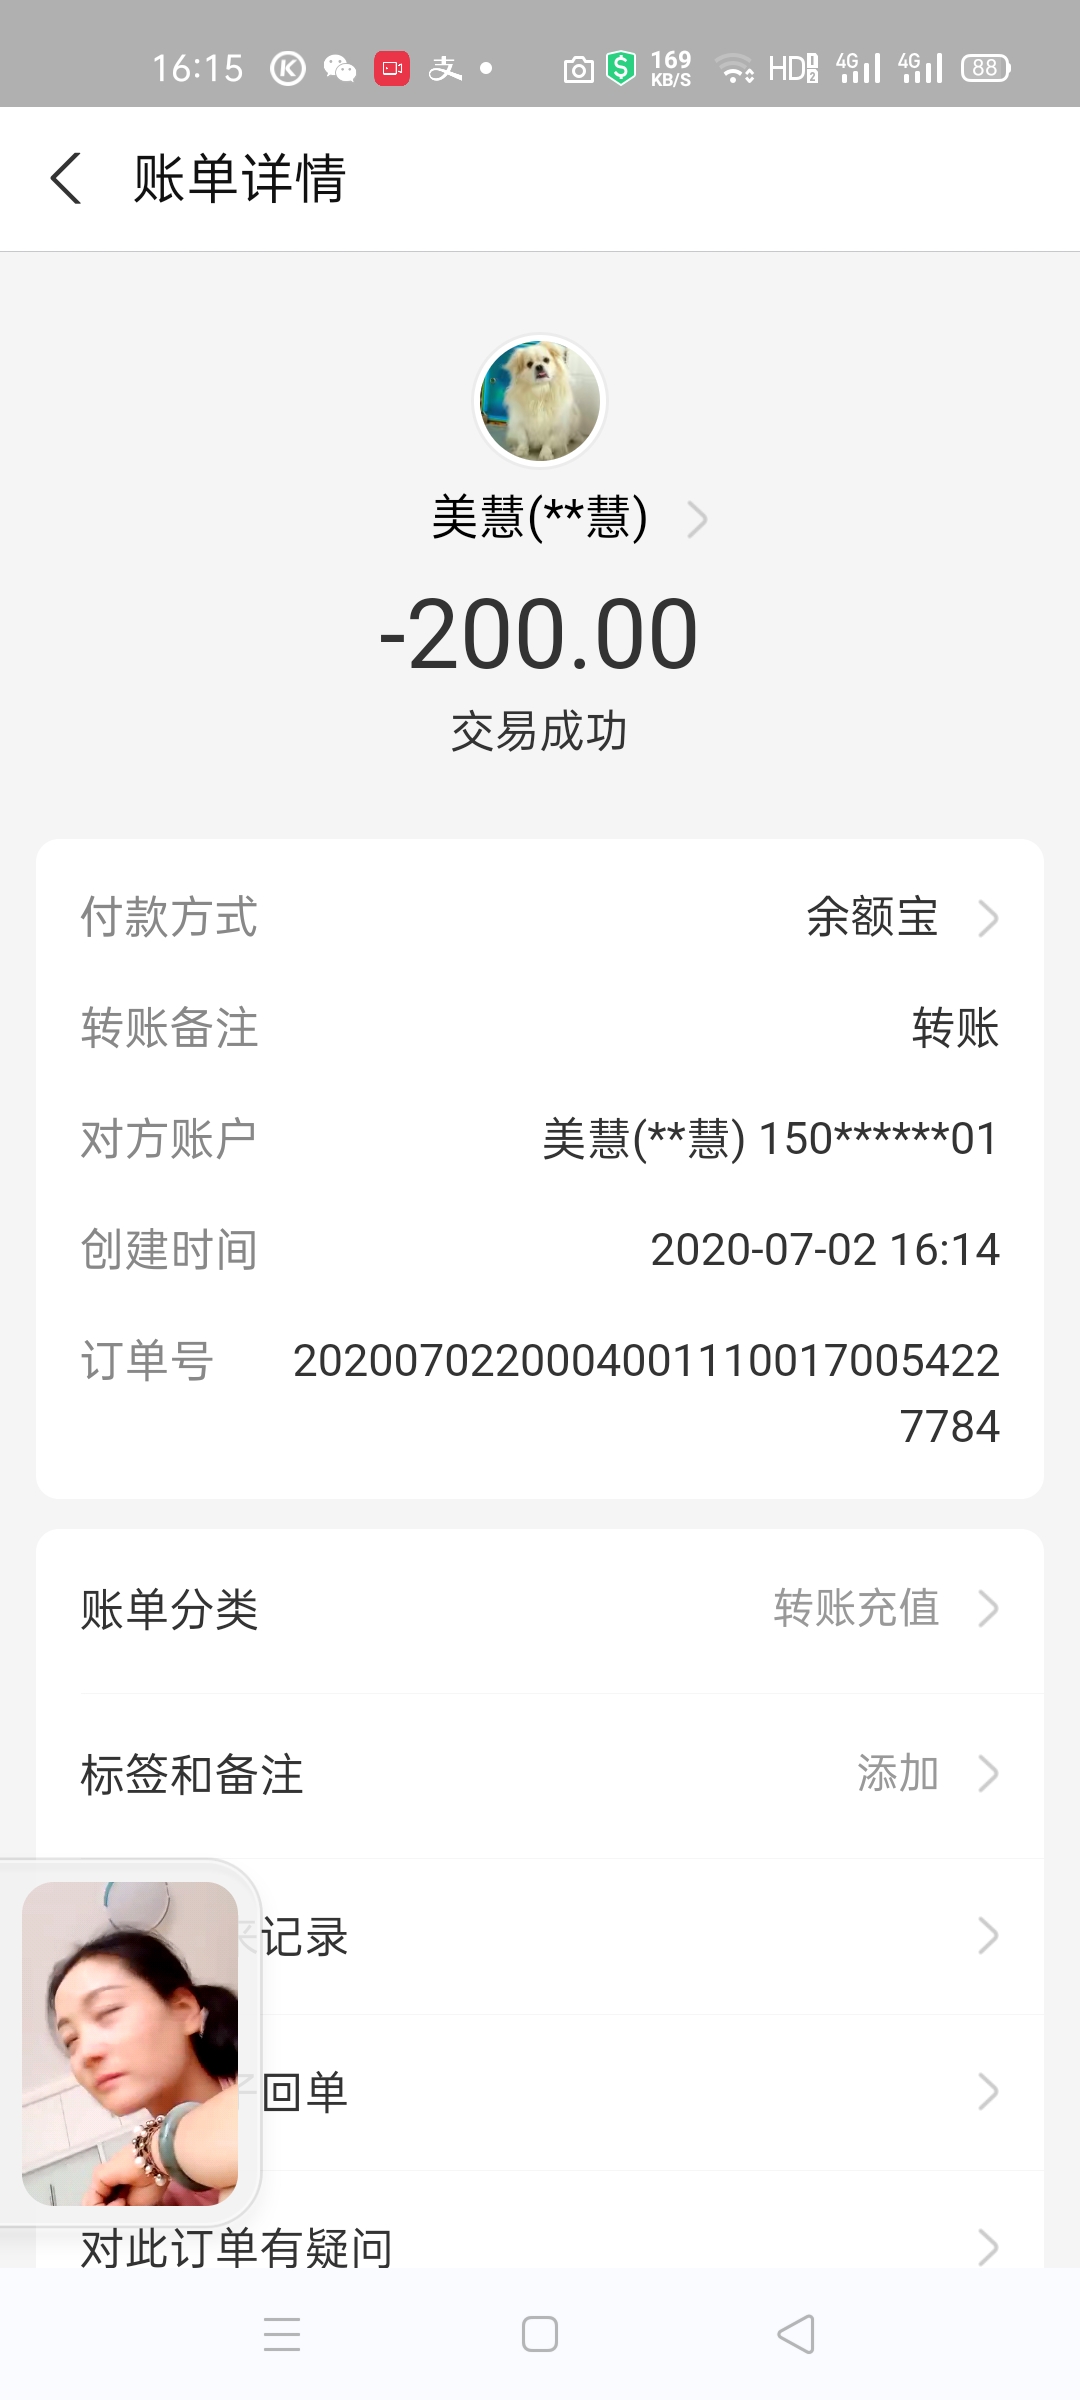 16:15
169
KB/S
HD 1 2
4G
4G
88
账单详情
美慧(**慧)
-200.00
交易成功
付款方式 余额宝
转账备注 转账
对方账户 美慧(**慧) 150******01
创建时间 2020-07-02 16:14
订单号 2020070220004001110017005422
7784
账单分类 转账充值
标签和备注 添加
记录
回单
对此订单有疑问